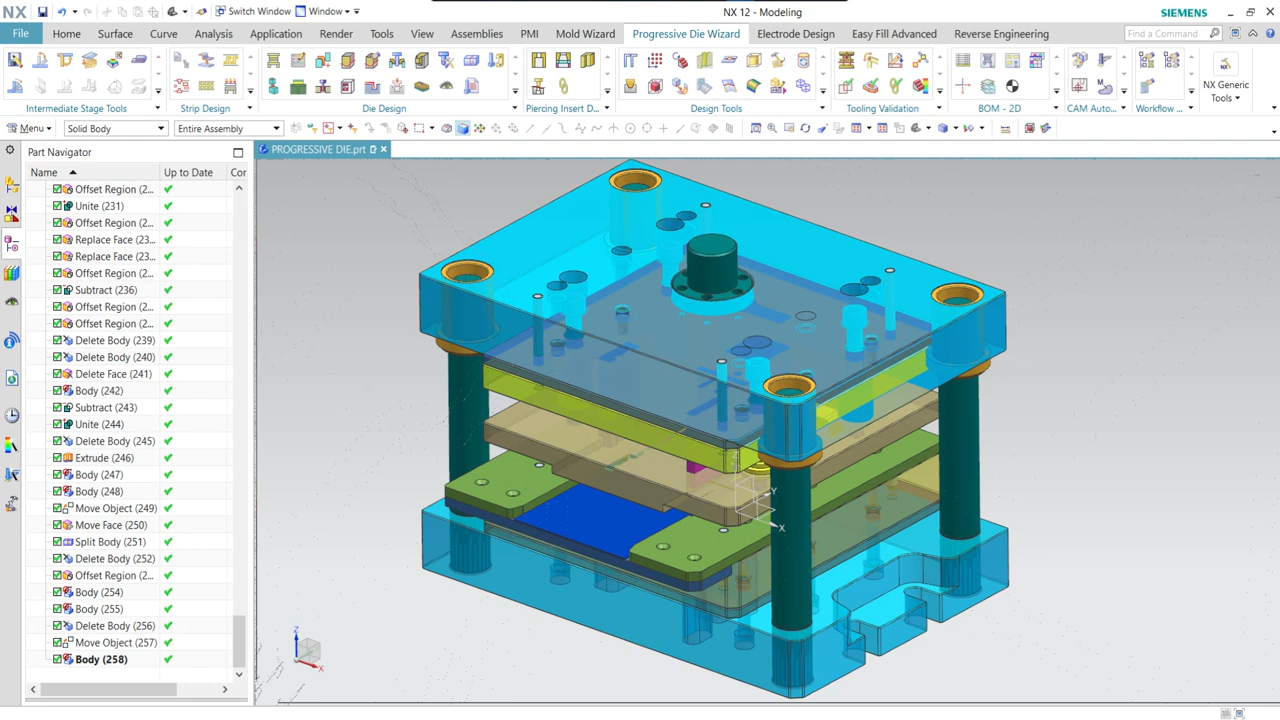 NX Switch Window Window NX 12 - Modeling SIEMENS
File Home Surface Curve Analysis Application Render Tools View Assemblies PMI Mold Wizard Progressive Die Wizard Electrode Design Easy Fill Advanced Reverse Engineering Find a Command
NX Generic
Tools
Intermediate Stage Tools Strip Design Die Design Piercing Insert D... Design Tools Tooling Validation BOM - 2D CAM Auto... Workflow ...
Menu Solid Body Entire Assembly
Part Navigator PROGRESSIVE DIE.prt
Name Up to Date Cor
Offset Region (2...
Unite (231)
Offset Region (2...
Replace Face (23...
Replace Face (23...
Offset Region (2...
Subtract (236)
Offset Region (2...
Offset Region (2...
Delete Body (239)
Delete Body (240)
Delete Face (241)
Body (242)
Subtract (243)
Unite (244)
Delete Body (245)
Extrude (246)
Body (247)
Body (248)
Move Object (249)
Move Face (250)
Split Body (251)
Delete Body (252)
Offset Region (2...
Body (254)
Body (255)
Delete Body (256)
Move Object (257)
Body (258)
Z
Y
X
Z
X